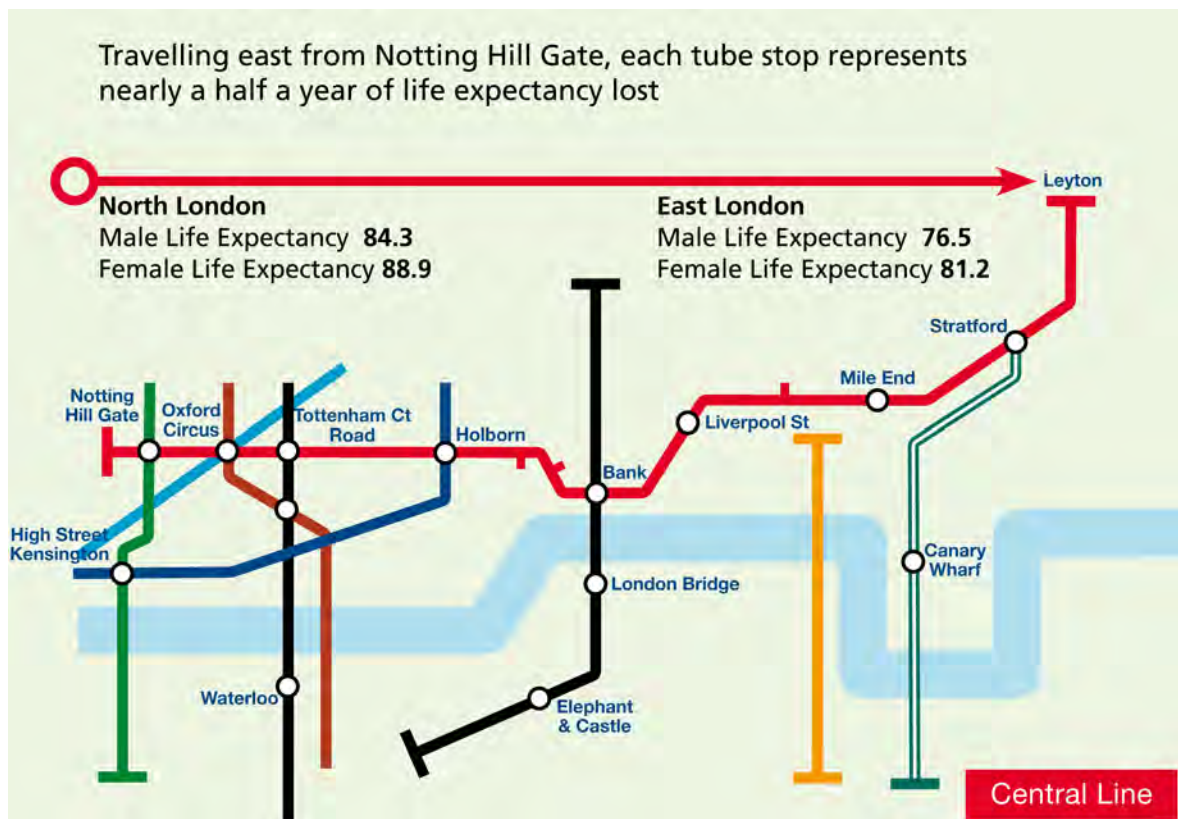 Travelling east from Notting Hill Gate, each tube stop represents
nearly a half a year of life expectancy lost
Leyton
North London
Male Life Expectancy 84.3
Female Life Expectancy 88.9
East London
Male Life Expectancy 76.5
Female Life Expectancy 81.2
Stratford
Mile End
Notting
Hill Gate
Oxford
Circus
Tottenham Ct
Road
Holborn
Liverpool St
Bank
High Street
Kensington
London Bridge
Canary
Wharf
Waterloo
Elephant
& Castle
Central Line